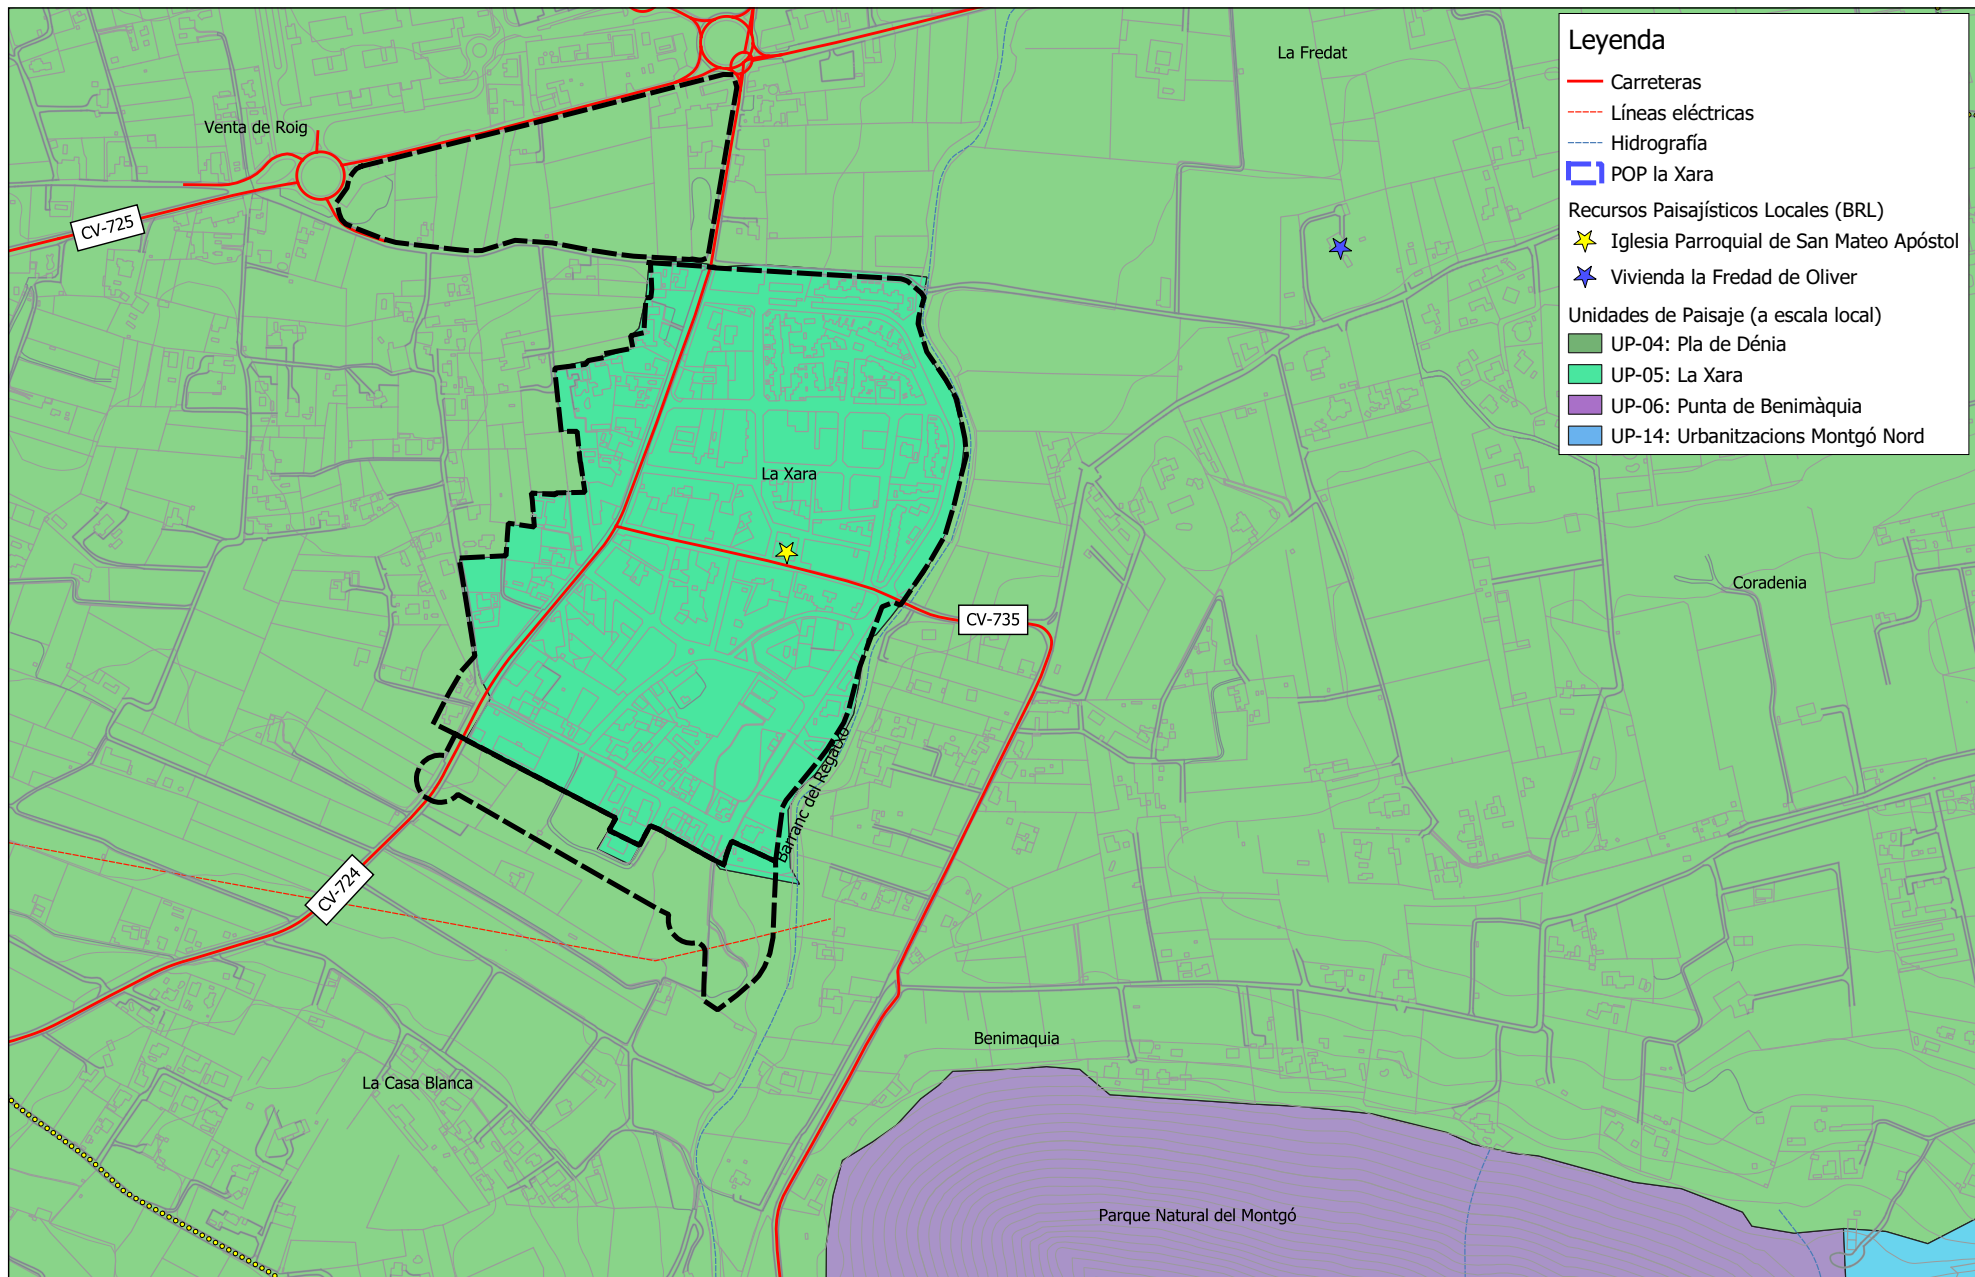 La Fredat
Venta de Roig
CV-725
La Xara
CV-735
Coradenia
Barranc del Regatxo
CV-724
Benimaquia
La Casa Blanca
Parque Natural del Montgó
Leyenda
Carreteras
Líneas eléctricas
Hidrografía
POP la Xara
Recursos Paisajísticos Locales (BRL)
Iglesia Parroquial de San Mateo Apóstol
Vivienda la Fredad de Oliver
Unidades de Paisaje (a escala local)
UP-04: Pla de Dénia
UP-05: La Xara
UP-06: Punta de Benimàquia
UP-14: Urbanitzacions Montgó Nord